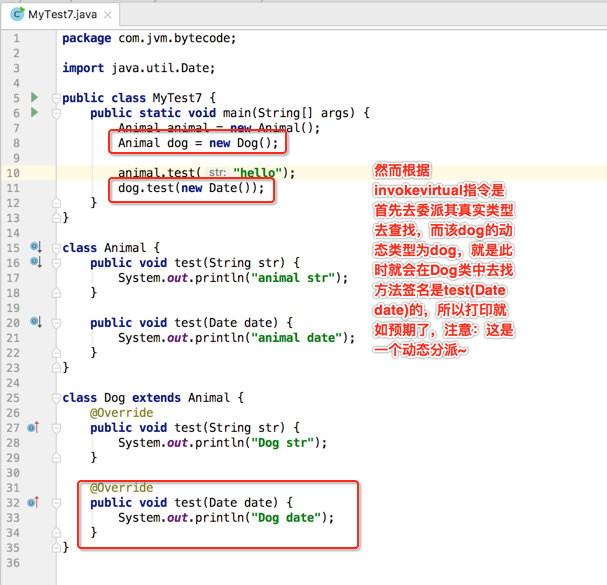 MyTest7.java
1 package com.jvm.bytecode;
2
3 import java.util.Date;
4
5 public class MyTest7 {
6 public static void main(String[] args) {
7 Animal animal = new Animal();
8 Animal dog = new Dog();
9
10 animal.test( str: "hello");
11 dog.test(new Date());
12 }
13 }
14
15 class Animal {
16 public void test(String str) {
17 System.out.println("animal str");
18 }
19
20 public void test(Date date) {
21 System.out.println("animal date");
22 }
23 }
24
25 class Dog extends Animal {
26 @Override
27 public void test(String str) {
28 System.out.println("Dog str");
29 }
30
31 @Override
32 public void test(Date date) {
33 System.out.println("Dog date");
34 }
35 }
36
然而根据
invokevirtual指令是
首先去委派其真实类型
去查找，而该dog的动
态类型为dog，就是此
时就会在Dog类中去找
方法签名是test(Date
date)的，所以打印就
如预期了，注意：这是
一个动态分派~